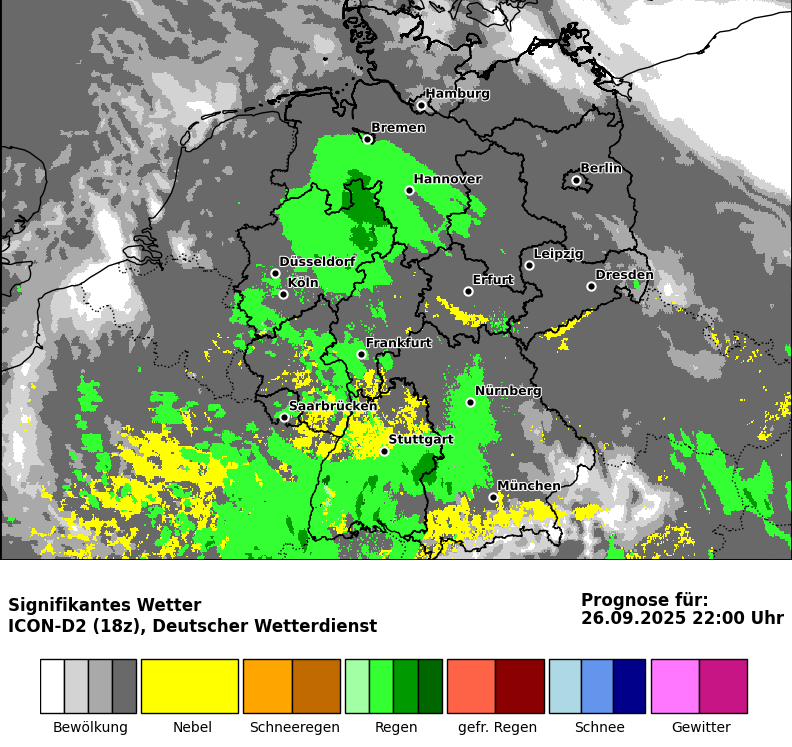 Hamburg
Bremen
Berlin
Hannover
Leipzig
Düsseldorf
Dresden
Erfurt
Köln
Frankfurt
Nürnberg
Saarbrücken
Stuttgart
München
Signifikantes Wetter
ICON-D2 (18z), Deutscher Wetterdienst
Prognose für:
26.09.2025 22:00 Uhr
Bewölkung
Nebel
Schneeregen
Regen
gefr. Regen
Schnee
Gewitter